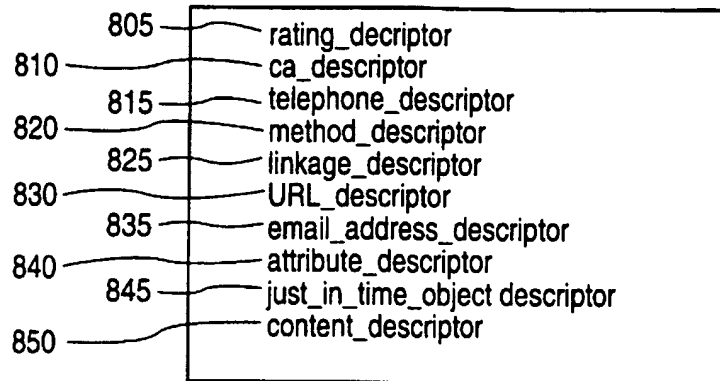 805 rating_decriptor
810 ca_descriptor
815 telephone_descriptor
820 method_descriptor
825 linkage_descriptor
830 URL_descriptor
835 email_address_descriptor
840 attribute_descriptor
845 just_in_time_object descriptor
850 content_descriptor